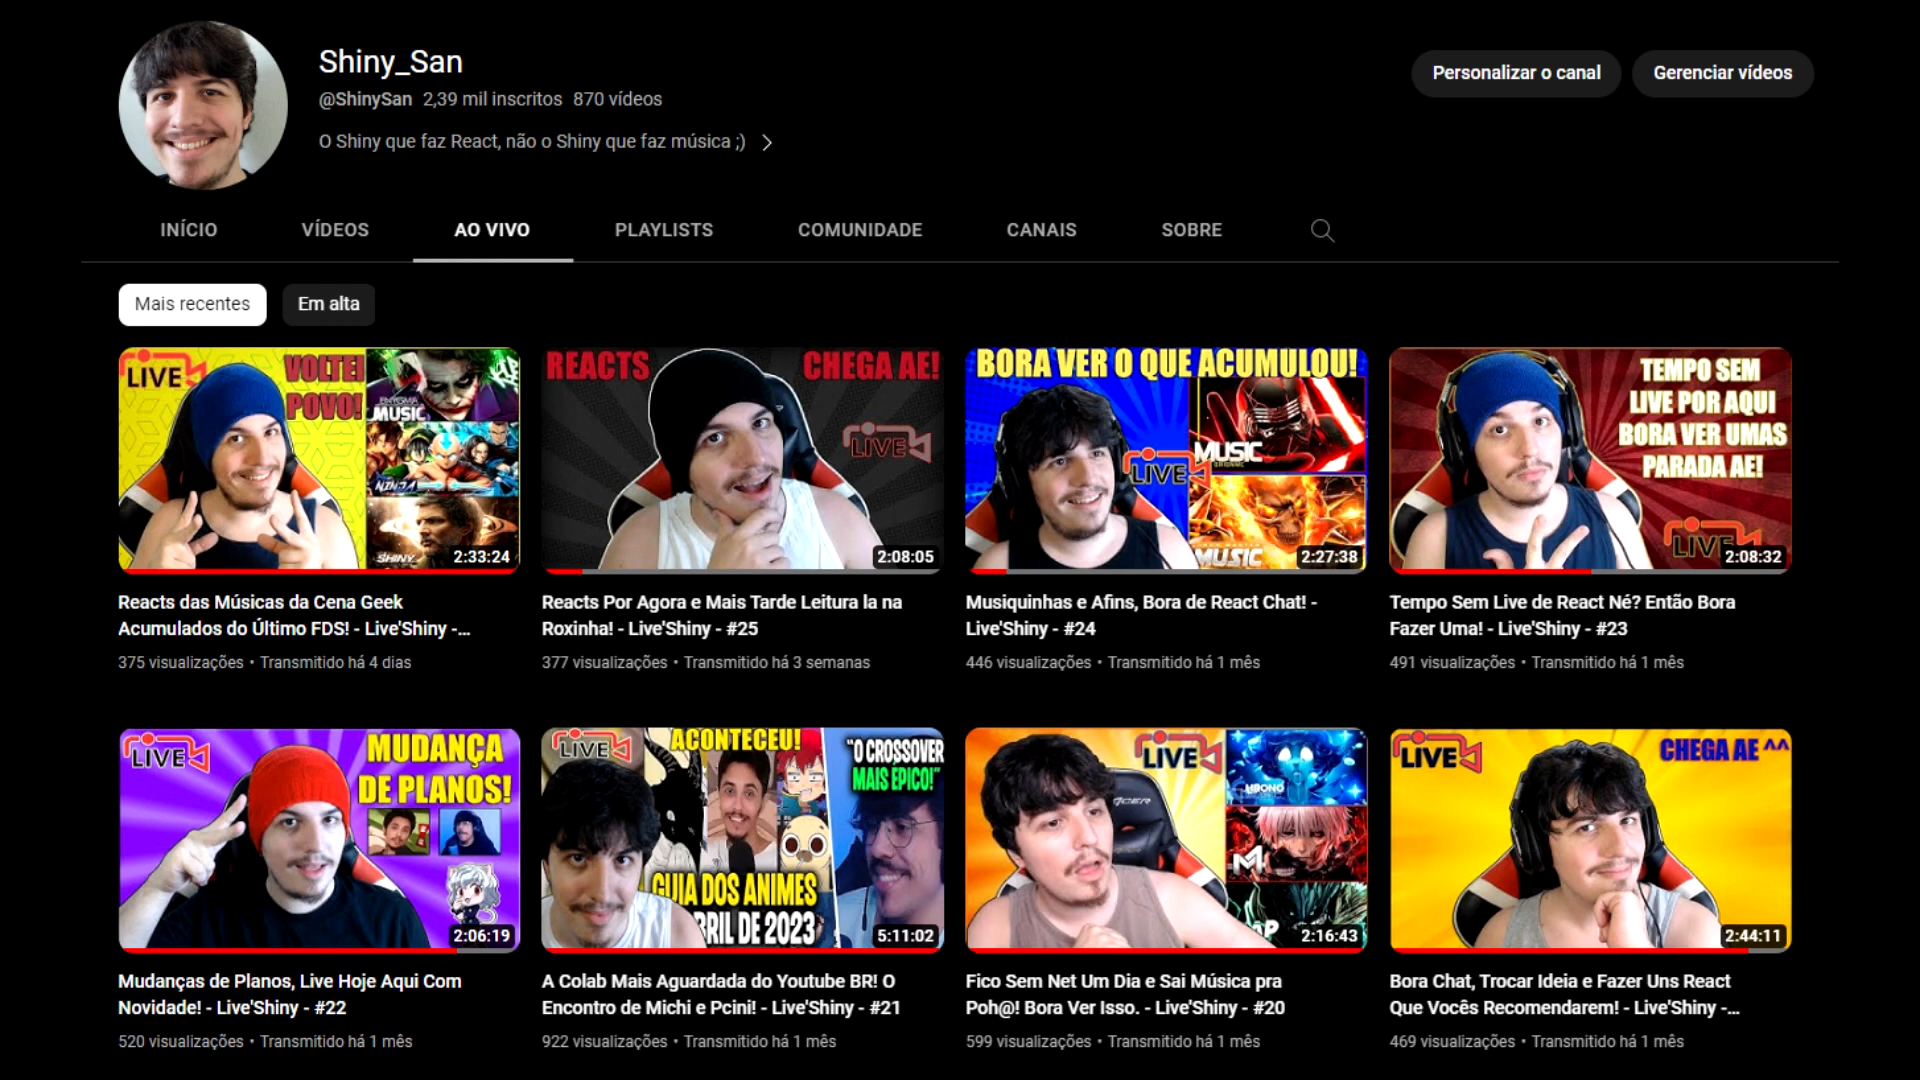 Shiny_San
@ShinySan 2,39 mil inscritos 870 vídeos
O Shiny que faz React, não o Shiny que faz música ;)
Personalizar o canal
Gerenciar vídeos
INÍCIO
VÍDEOS
AO VIVO
PLAYLISTS
COMUNIDADE
CANAIS
SOBRE
Mais recentes
Em alta
LIVE
VOLTEI
POVO!
MUSIC
NINJA
SHINY
2:33:24
REACTS
CHEGA AE!
LIVE
2:08:05
BORA VER O QUE ACUMULOU!
LIVE
MUSIC
MUSIC
2:27:38
TEMPO SEM
LIVE POR AQUI
BORA VER UMAS
PARADA AE!
LIVE
2:08:32
Reacts das Músicas da Cena Geek
Acumulados do Último FDS! - Live'Shiny -...
375 visualizações • Transmitido há 4 dias
Reacts Por Agora e Mais Tarde Leitura la na
Roxinha! - Live'Shiny - #25
377 visualizações • Transmitido há 3 semanas
Musiquinhas e Afins, Bora de React Chat! -
Live'Shiny - #24
446 visualizações • Transmitido há 1 mês
Tempo Sem Live de React Né? Então Bora
Fazer Uma! - Live'Shiny - #23
491 visualizações • Transmitido há 1 mês
LIVE
MUDANÇA
DE PLANOS!
2:06:19
LIVE
ACONTECEU!
"O CROSSOVER
MAIS EPICO!"
GUIA DOS ANIMES
BRIL DE 2023
5:11:02
LIVE
2:16:43
LIVE
CHEGA AE ^^
2:44:11
Mudanças de Planos, Live Hoje Aqui Com
Novidade! - Live'Shiny - #22
520 visualizações • Transmitido há 1 mês
A Colab Mais Aguardada do Youtube BR! O
Encontro de Michi e Pcini! - Live'Shiny - #21
922 visualizações • Transmitido há 1 mês
Fico Sem Net Um Dia e Sai Música pra
Poh@! Bora Ver Isso. - Live'Shiny - #20
599 visualizações • Transmitido há 1 mês
Bora Chat, Trocar Ideia e Fazer Uns React
Que Vocês Recomendarem! - Live'Shiny -...
469 visualizações • Transmitido há 1 mês